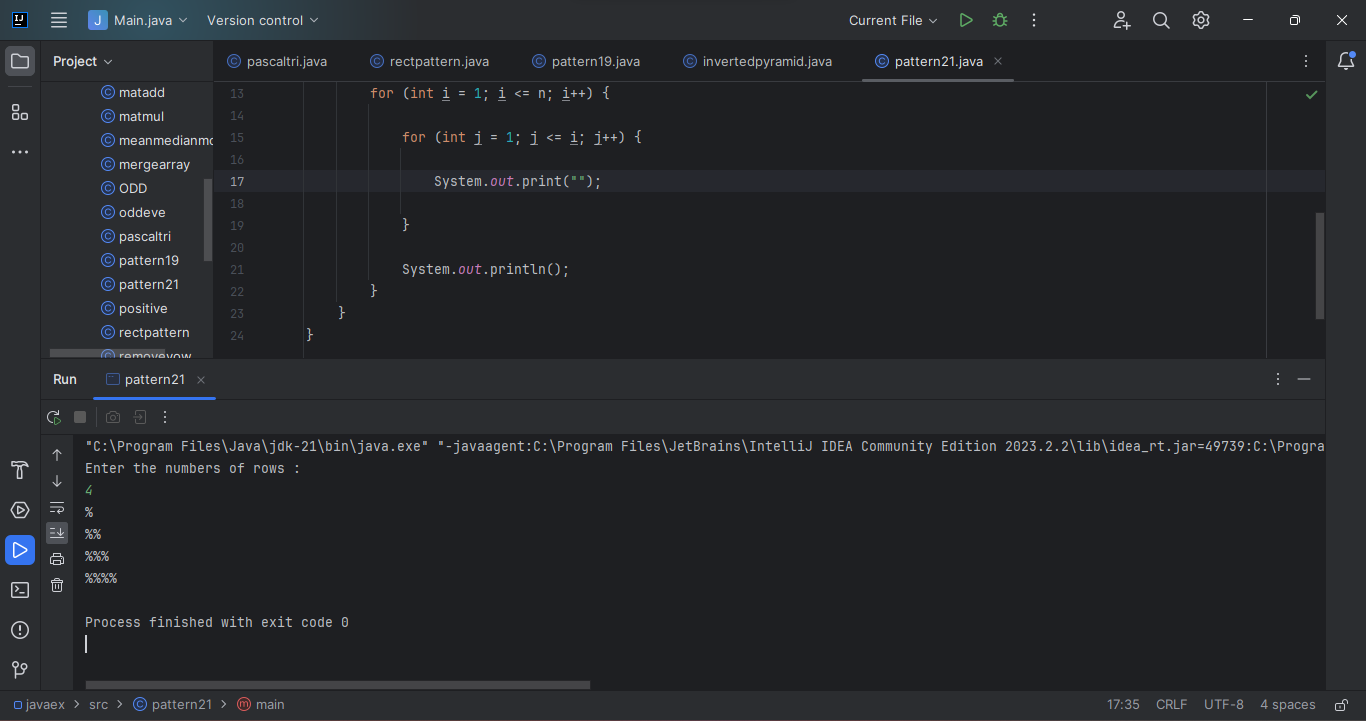 Main.java
Version control
Current File
Project
pascaltri.java
rectpattern.java
pattern19.java
invertedpyramid.java
pattern21.java
matadd
matmul
meanmedianmo
mergearray
ODD
oddeve
pascaltri
pattern19
pattern21
positive
rectpattern
removevow
13 for (int i = 1; i <= n; i++) {
14
15 for (int j = 1; j <= i; j++) {
16
17 System.out.print("");
18
19 }
20
21 System.out.println();
22 }
23 }
24 }
Run
pattern21
"C:\Program Files\Java\jdk-21\bin\java.exe" "-javaagent:C:\Program Files\JetBrains\IntelliJ IDEA Community Edition 2023.2.2\lib\idea_rt.jar=49739:C:\Progra
Enter the numbers of rows :
4
%
%%
%%%
%%%%
Process finished with exit code 0
javaex > src > pattern21 > main
17:35 CRLF UTF-8 4 spaces